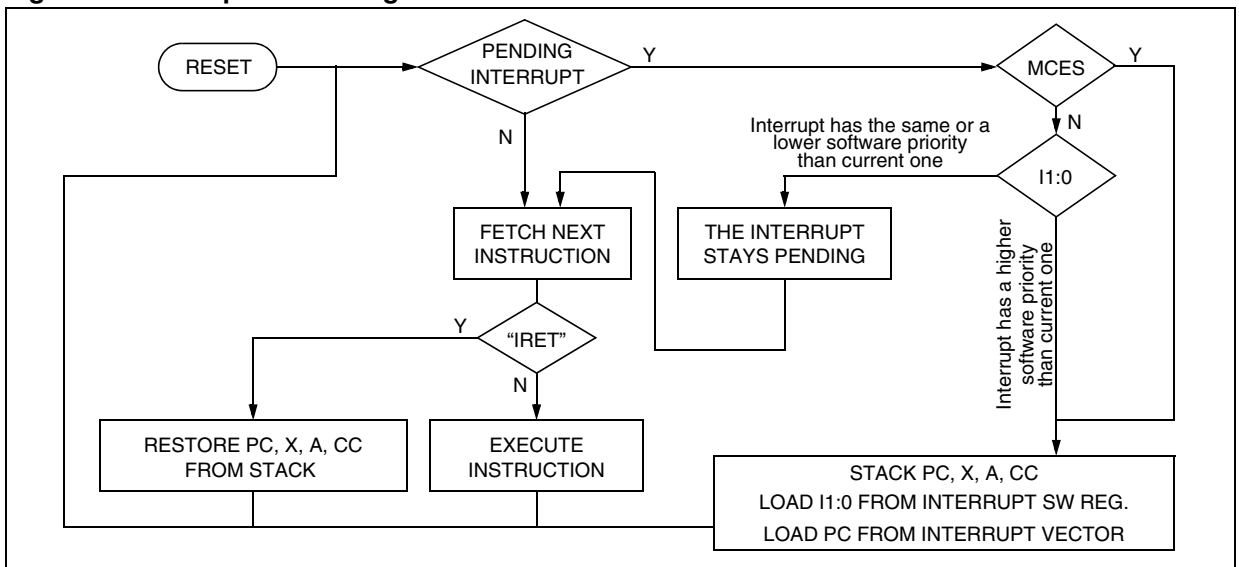 RESET
PENDING
INTERRUPT
Y
MCES
Y
N
N
Interrupt has the same or a
lower software priority
than current one
I1:0
FETCH NEXT
INSTRUCTION
THE INTERRUPT
STAYS PENDING
Interrupt has a higher
software priority
than current one
Y
“IRET”
N
RESTORE PC, X, A, CC
FROM STACK
EXECUTE
INSTRUCTION
STACK PC, X, A, CC
LOAD I1:0 FROM INTERRUPT SW REG.
LOAD PC FROM INTERRUPT VECTOR